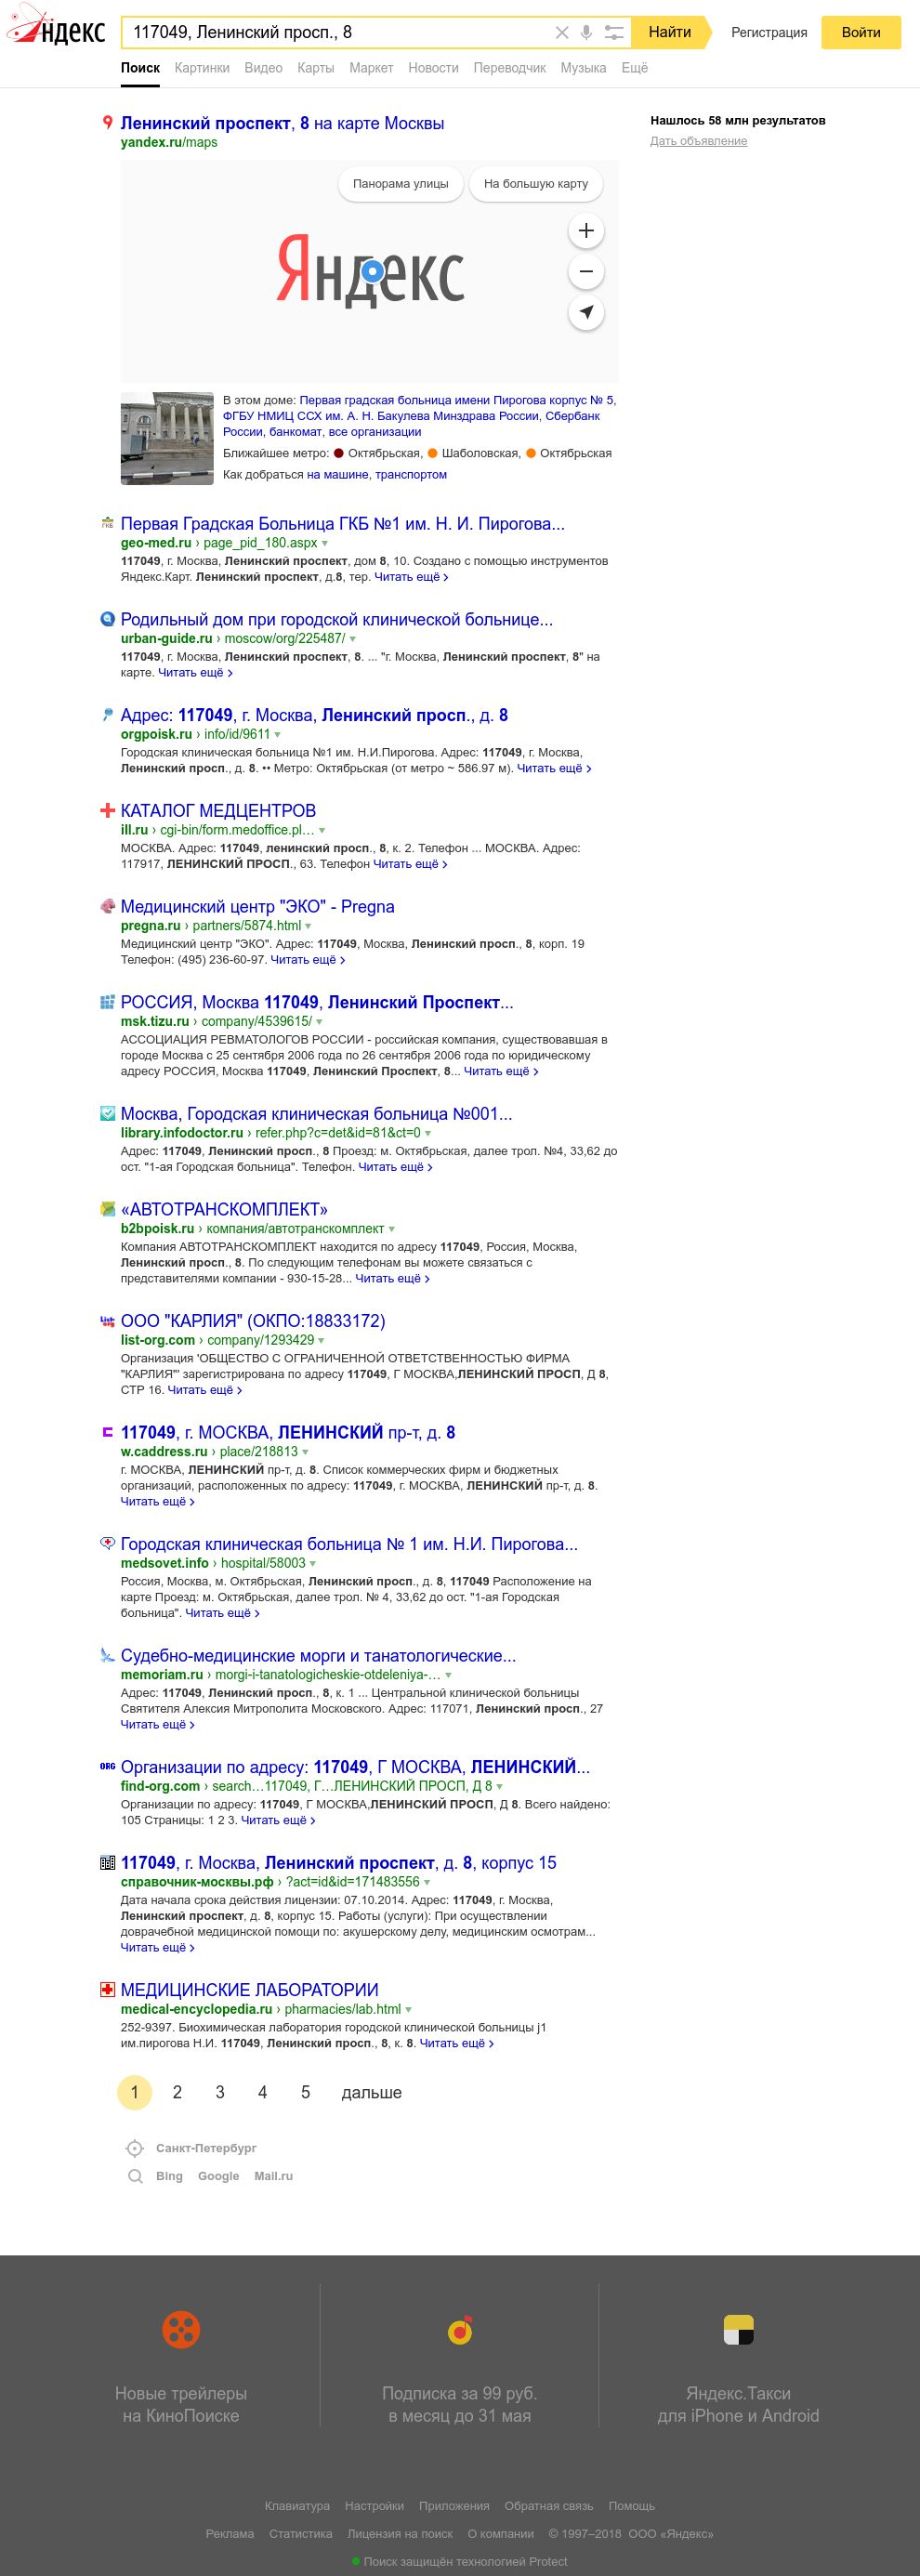 Яндекс
117049, Ленинский просп., 8
Найти
Регистрация
Войти
Поиск Картинки Видео Карты Маркет Новости Переводчик Музыка Ещё
Ленинский проспект, 8 на карте Москвы
yandex.ru/maps
Нашлось 58 млн результатов
Дать объявление
Панорама улицы
На большую карту
Яндекс
В этом доме: Первая градская больница имени Пирогова корпус № 5,
ФГБУ НМИЦ ССХ им. А. Н. Бакулева Минздрава России, Сбербанк
России, банкомат, все организации
Ближайшее метро: Октябрьская, Шаболовская, Октябрьская
Как добраться на машине, транспортом
ГКБ
Первая Градская Больница ГКБ №1 им. Н. И. Пирогова...
geo-med.ru › page_pid_180.aspx
117049, г. Москва, Ленинский проспект, дом 8, 10. Создано с помощью инструментов
Яндекс.Карт. Ленинский проспект, д.8, тер. Читать ещё
Родильный дом при городской клинической больнице...
urban-guide.ru › moscow/org/225487/
117049, г. Москва, Ленинский проспект, 8. ... "г. Москва, Ленинский проспект, 8" на
карте. Читать ещё
Адрес: 117049, г. Москва, Ленинский просп., д. 8
orgpoisk.ru › info/id/9611
Городская клиническая больница №1 им. Н.И.Пирогова. Адрес: 117049, г. Москва,
Ленинский просп., д. 8. •• Метро: Октябрьская (от метро ~ 586.97 м). Читать ещё
КАТАЛОГ МЕДЦЕНТРОВ
ill.ru › cgi-bin/form.medoffice.pl…
МОСКВА. Адрес: 117049, ленинский просп., 8, к. 2. Телефон ... МОСКВА. Адрес:
117917, ЛЕНИНСКИЙ ПРОСП., 63. Телефон Читать ещё
Медицинский центр "ЭКО" - Pregna
pregna.ru › partners/5874.html
Медицинский центр "ЭКО". Адрес: 117049, Москва, Ленинский просп., 8, корп. 19
Телефон: (495) 236-60-97. Читать ещё
РОССИЯ, Москва 117049, Ленинский Проспект...
msk.tizu.ru › company/4539615/
АССОЦИАЦИЯ РЕВМАТОЛОГОВ РОССИИ - российская компания, существовавшая в
городе Москва с 25 сентября 2006 года по 26 сентября 2006 года по юридическому
адресу РОССИЯ, Москва 117049, Ленинский Проспект, 8... Читать ещё
Москва, Городская клиническая больница №001...
library.infodoctor.ru › refer.php?c=det&id=81&ct=0
Адрес: 117049, Ленинский просп., 8 Проезд: м. Октябрьская, далее трол. №4, 33,62 до
ост. "1-ая Городская больница". Телефон. Читать ещё
«АВТОТРАНСКОМПЛЕКТ»
b2bpoisk.ru › компания/автотранскомплект
Компания АВТОТРАНСКОМПЛЕКТ находится по адресу 117049, Россия, Москва,
Ленинский просп., 8. По следующим телефонам вы можете связаться с
представителями компании - 930-15-28... Читать ещё
ООО "КАРЛИЯ" (ОКПО:18833172)
list-org.com › company/1293429
Организация 'ОБЩЕСТВО С ОГРАНИЧЕННОЙ ОТВЕТСТВЕННОСТЬЮ ФИРМА
"КАРЛИЯ"' зарегистрирована по адресу 117049, Г МОСКВА,ЛЕНИНСКИЙ ПРОСП, Д 8,
СТР 16. Читать ещё
117049, г. МОСКВА, ЛЕНИНСКИЙ пр-т, д. 8
w.caddress.ru › place/218813
г. МОСКВА, ЛЕНИНСКИЙ пр-т, д. 8. Список коммерческих фирм и бюджетных
организаций, расположенных по адресу: 117049, г. МОСКВА, ЛЕНИНСКИЙ пр-т, д. 8.
Читать ещё
Городская клиническая больница № 1 им. Н.И. Пирогова...
medsovet.info › hospital/58003
Россия, Москва, м. Октябрьская, Ленинский просп., д. 8, 117049 Расположение на
карте Проезд: м. Октябрьская, далее трол. № 4, 33,62 до ост. "1-ая Городская
больница". Читать ещё
Судебно-медицинские морги и танатологические...
memoriam.ru › morgi-i-tanatologicheskie-otdeleniya-…
Адрес: 117049, Ленинский просп., 8, к. 1 ... Центральной клинической больницы
Святителя Алексия Митрополита Московского. Адрес: 117071, Ленинский просп., 27
Читать ещё
ORG
Организации по адресу: 117049, Г МОСКВА, ЛЕНИНСКИЙ...
find-org.com › search…117049, Г…ЛЕНИНСКИЙ ПРОСП, Д 8
Организации по адресу: 117049, Г МОСКВА,ЛЕНИНСКИЙ ПРОСП, Д 8. Всего найдено:
105 Страницы: 1 2 3. Читать ещё
117049, г. Москва, Ленинский проспект, д. 8, корпус 15
справочник-москвы.рф › ?act=id&id=171483556
Дата начала срока действия лицензии: 07.10.2014. Адрес: 117049, г. Москва,
Ленинский проспект, д. 8, корпус 15. Работы (услуги): При осуществлении
доврачебной медицинской помощи по: акушерскому делу, медицинским осмотрам...
Читать ещё
МЕДИЦИНСКИЕ ЛАБОРАТОРИИ
medical-encyclopedia.ru › pharmacies/lab.html
252-9397. Биохимическая лаборатория городской клинической больницы j1
им.пирогова Н.И. 117049, Ленинский просп., 8, к. 8. Читать ещё
1 2 3 4 5 дальше
Санкт-Петербург
Bing Google Mail.ru
Новые трейлеры
на КиноПоиске
Подписка за 99 руб.
в месяц до 31 мая
Яндекс.Такси
для iPhone и Android
Клавиатура Настройки Приложения Обратная связь Помощь
Реклама Статистика Лицензия на поиск О компании © 1997–2018 ООО «Яндекс»
Поиск защищён технологией Protect